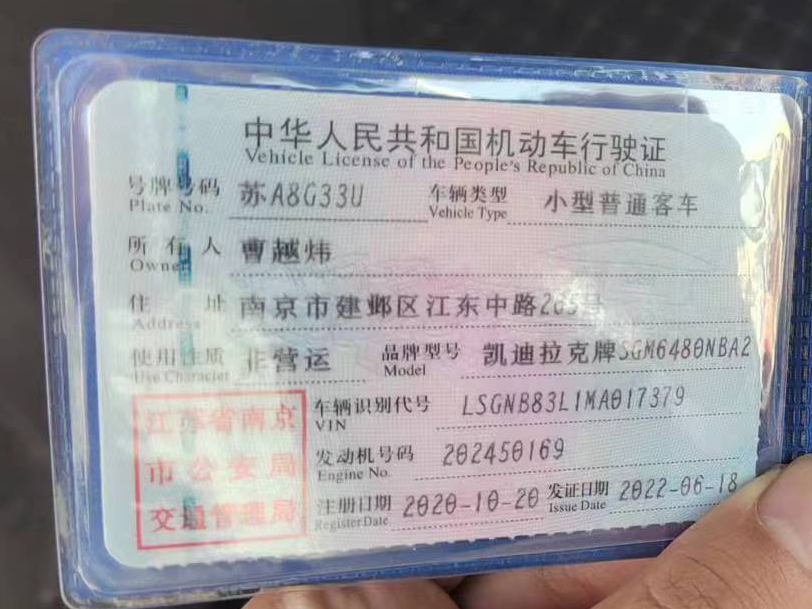 中华人民共和国机动车行驶证
Vehicle License of the People's Republic of China
号牌号码 苏A8G33U 车辆类型 小型普通客车
Plate No. Vehicle Type
所有人 曹越炜
Owner
住址 南京市建邺区江东中路265号
Address
使用性质 非营运 品牌型号 凯迪拉克牌SGM6480NBA2
Use Character Model
江苏省南京 车辆识别代号 LSGNB83L1MA017379
VIN
市公安局 发动机号码 202450169
Engine No.
交通管理局 注册日期 2020-10-20 发证日期 2022-06-18
Register Date Issue Date